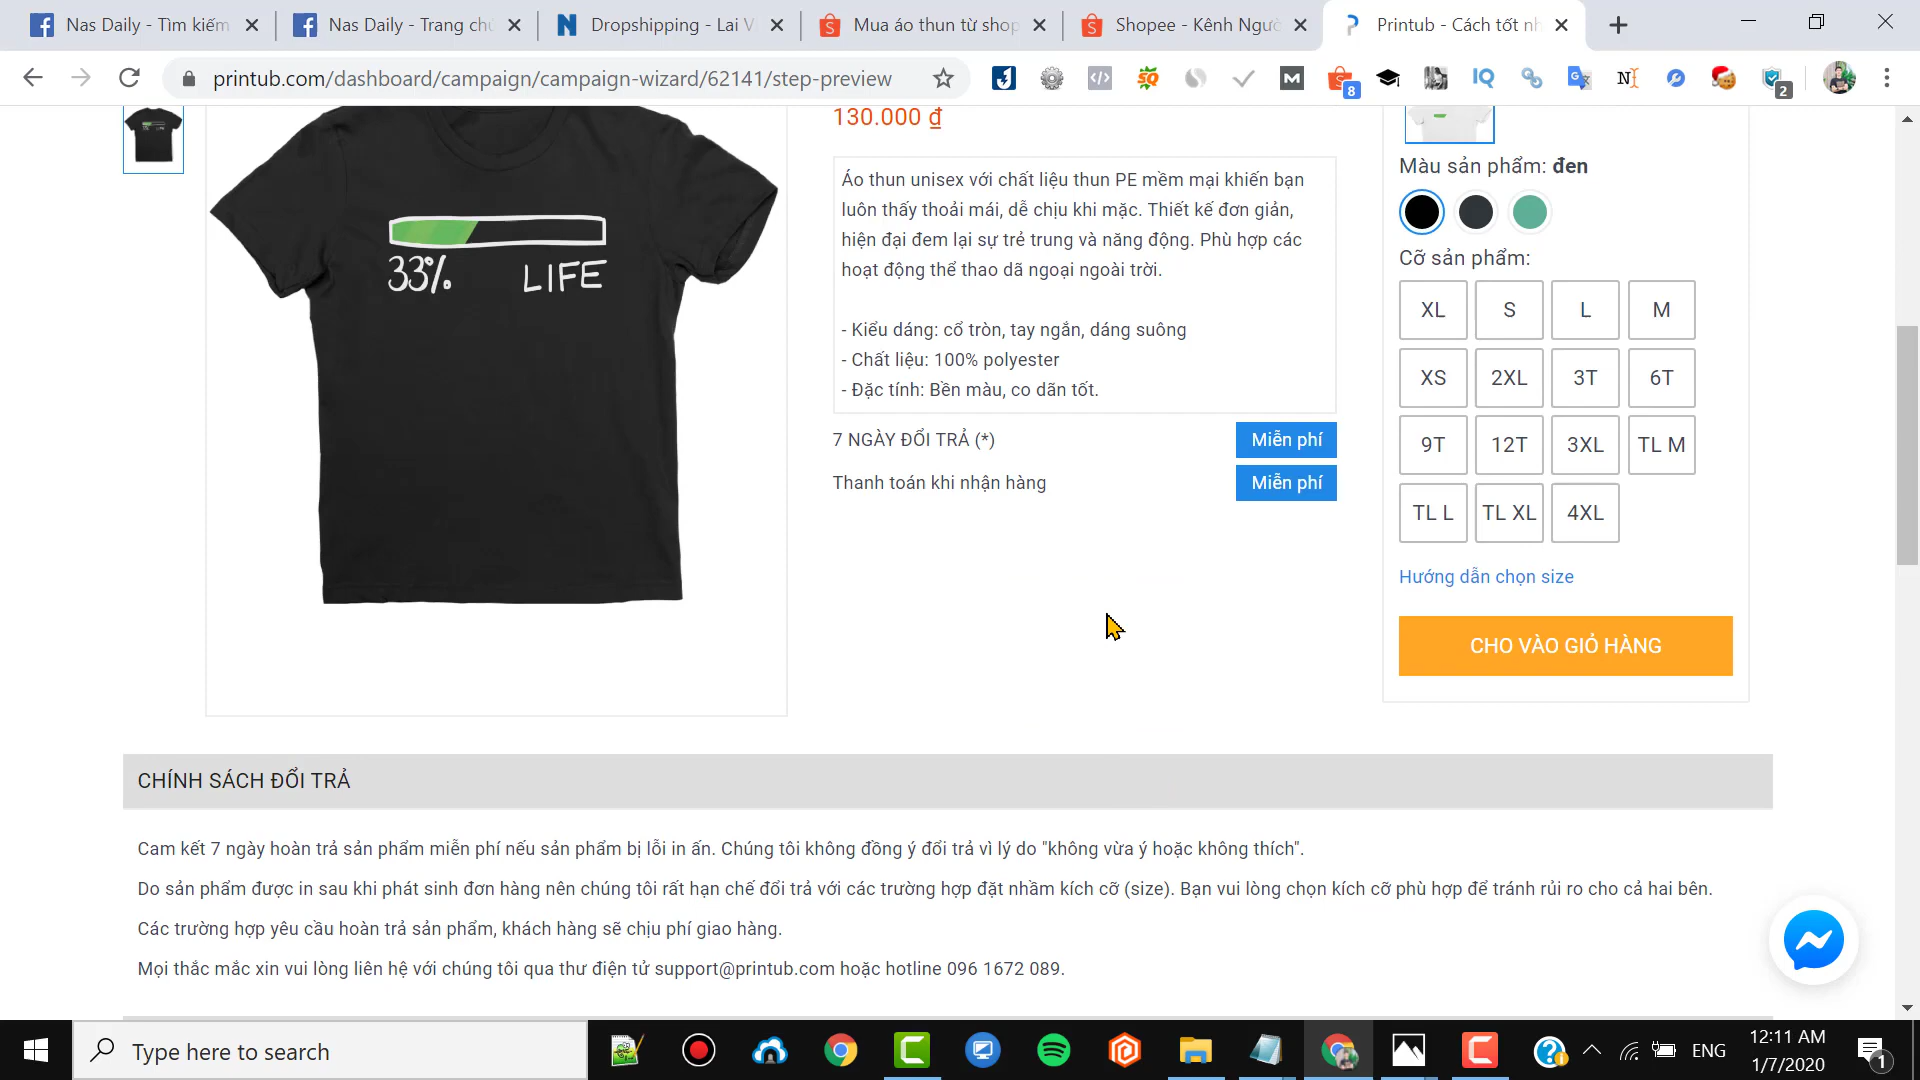 Nas Daily - Tìm kiếm
Nas Daily - Trang chủ
Dropshipping - Lai V
Mua áo thun từ shop
Shopee - Kênh Ngườ
Printub - Cách tốt nh
printub.com/dashboard/campaign/campaign-wizard/62141/step-preview
8
2
33% LIFE
130.000 ₫
Áo thun unisex với chất liệu thun PE mềm mại khiến bạn
luôn thấy thoải mái, dễ chịu khi mặc. Thiết kế đơn giản,
hiện đại đem lại sự trẻ trung và năng động. Phù hợp các
hoạt động thể thao dã ngoại ngoài trời.
- Kiểu dáng: cổ tròn, tay ngắn, dáng suông
- Chất liệu: 100% polyester
- Đặc tính: Bền màu, co dãn tốt.
7 NGÀY ĐỔI TRẢ (*) Miễn phí
Thanh toán khi nhận hàng Miễn phí
Màu sản phẩm: đen
Cỡ sản phẩm:
XL S L M
XS 2XL 3T 6T
9T 12T 3XL TL M
TL L TL XL 4XL
Hướng dẫn chọn size
CHO VÀO GIỎ HÀNG
CHÍNH SÁCH ĐỔI TRẢ
Cam kết 7 ngày hoàn trả sản phẩm miễn phí nếu sản phẩm bị lỗi in ấn. Chúng tôi không đồng ý đổi trả vì lý do "không vừa ý hoặc không thích".
Do sản phẩm được in sau khi phát sinh đơn hàng nên chúng tôi rất hạn chế đổi trả với các trường hợp đặt nhầm kích cỡ (size). Bạn vui lòng chọn kích cỡ phù hợp để tránh rủi ro cho cả hai bên.
Các trường hợp yêu cầu hoàn trả sản phẩm, khách hàng sẽ chịu phí giao hàng.
Mọi thắc mắc xin vui lòng liên hệ với chúng tôi qua thư điện tử support@printub.com hoặc hotline 096 1672 089.
Type here to search
ENG
12:11 AM
1/7/2020
1